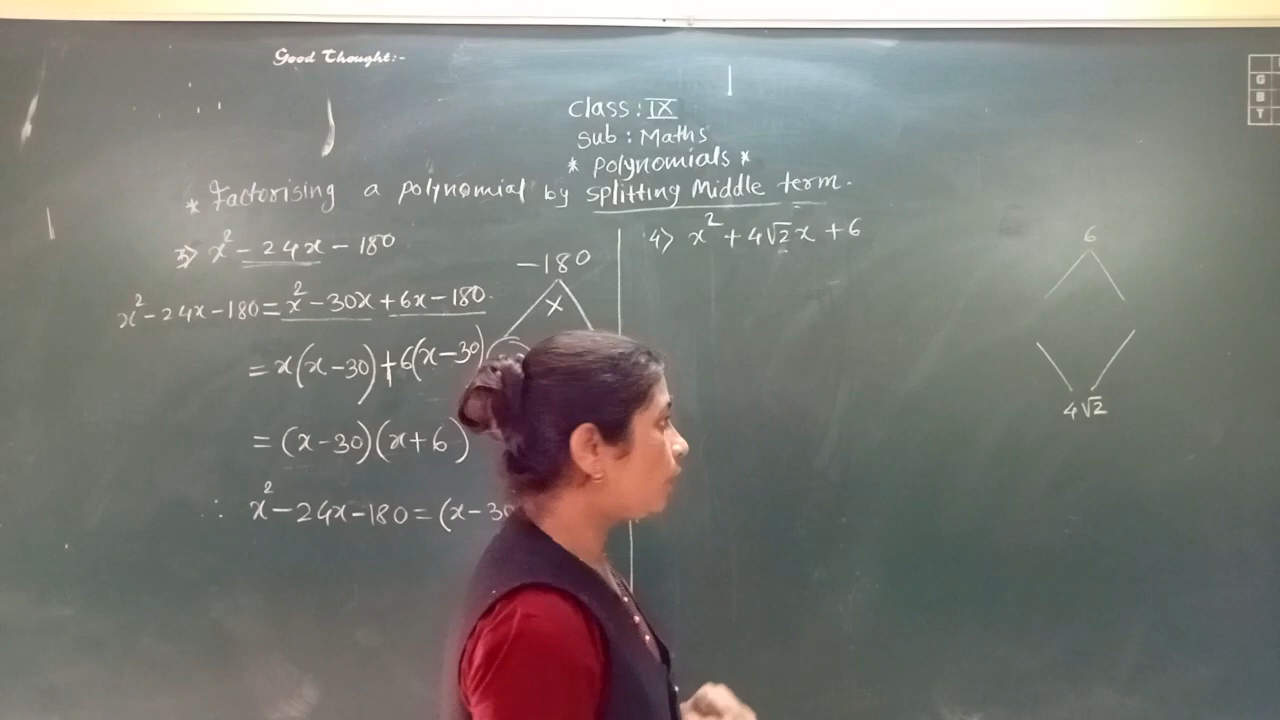 Good Thought:-
G
B
T
Class: IX
Sub: Maths
* Polynomials *
* Factorising a polynomial by splitting Middle term.
3> x² - 24x - 180
x² - 24x - 180 = x² - 30x + 6x - 180
= x(x - 30) + 6(x - 30)
= (x - 30)(x + 6)
∴ x² - 24x - 180 = (x - 30
-180
×
4> x² + 4√2x + 6
6
4√2